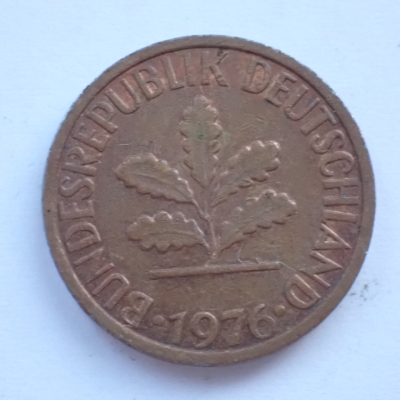 BUNDESREPUBLIK DEUTSCHLAND
·1976·